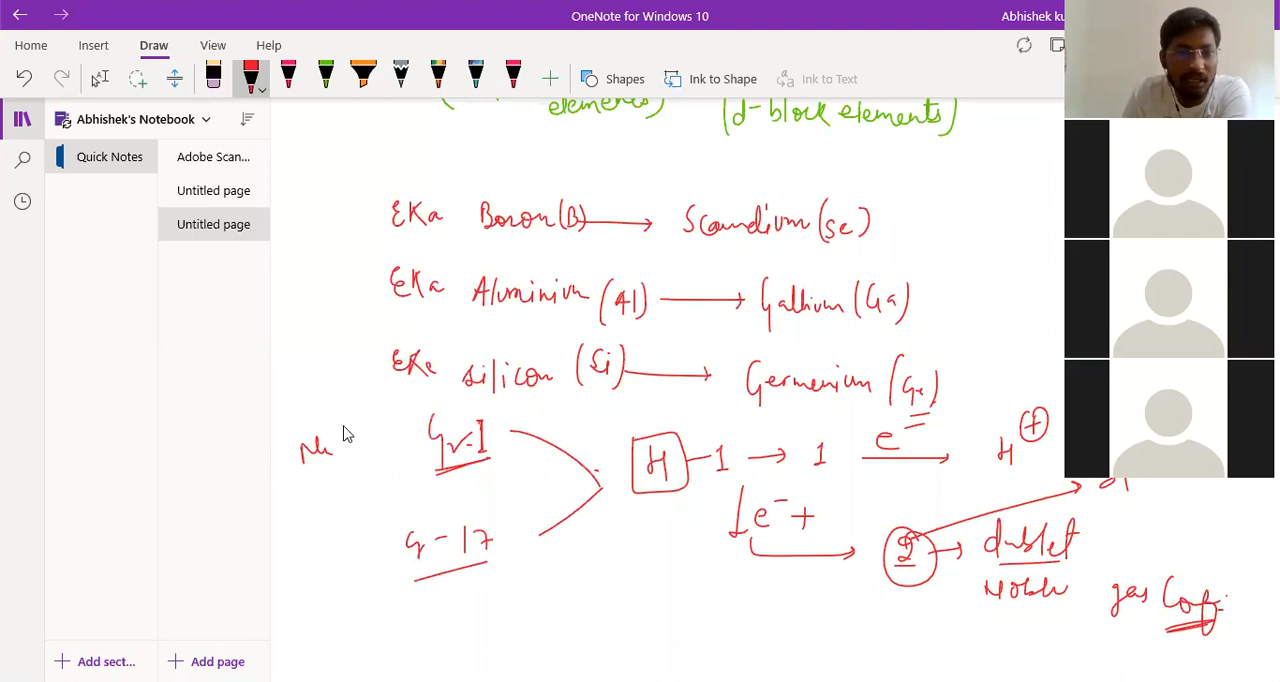 OneNote for Windows 10
Abhishek ku
Home Insert Draw View Help
Shapes Ink to Shape Ink to Text
Abhishek's Notebook
Quick Notes
Adobe Scan...
Untitled page
Untitled page
elements) (d-block elements)
EKa Boron(B) → Scandium(Sc)
EKa Aluminium (Al) → Gallium (Ga)
EKa Silicon (Si) → Germenium (Ge)
Gr-1 H-1 → 1 e⁻ → H⊕
1e⁻ +
G-17 2 → dublet
Noble gas Config
Add sect... Add page